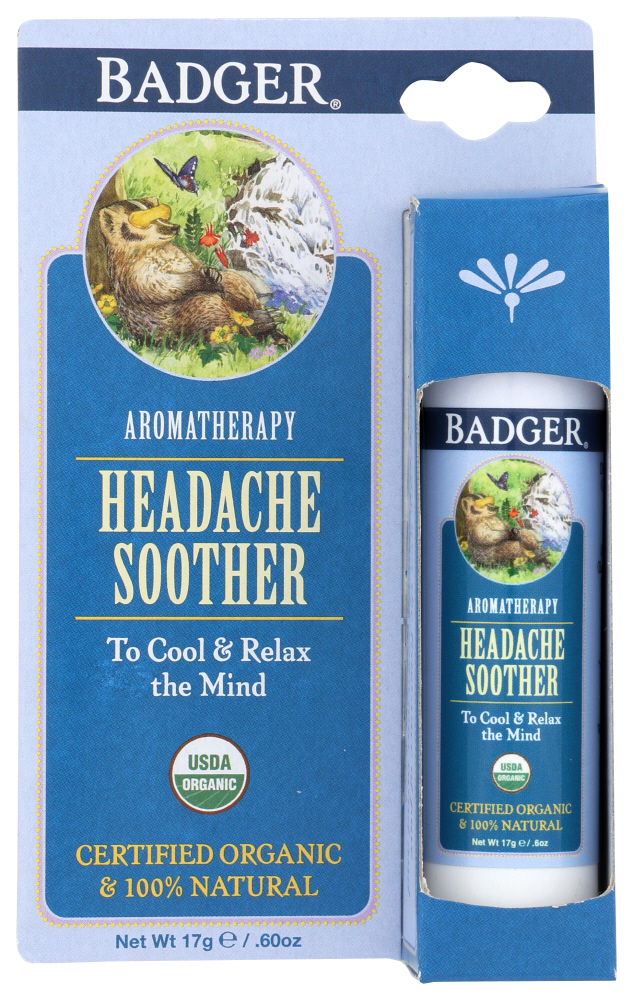 BADGER®
AROMATHERAPY
HEADACHE
SOOTHER
To Cool & Relax
the Mind
USDA
ORGANIC
CERTIFIED ORGANIC
& 100% NATURAL
Net Wt 17g ℮ / .60oz
BADGER®
AROMATHERAPY
HEADACHE
SOOTHER
To Cool & Relax
the Mind
USDA
ORGANIC
CERTIFIED ORGANIC
& 100% NATURAL
Net Wt 17g ℮ / .6oz